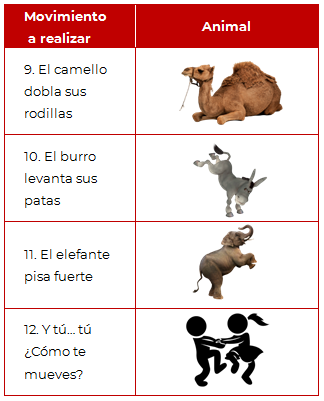 Movimiento
a realizar
Animal
9. El camello
dobla sus
rodillas
10. El burro
levanta sus
patas
11. El elefante
pisa fuerte
12. Y tú... tú
¿Cómo te
mueves?